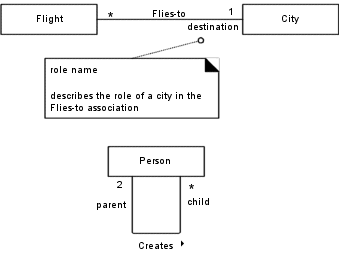 Flies-to
Flight
*
1
City
destination
role name
describes the role of a city in the
Flies-to association
Person
2
*
parent
child
Creates